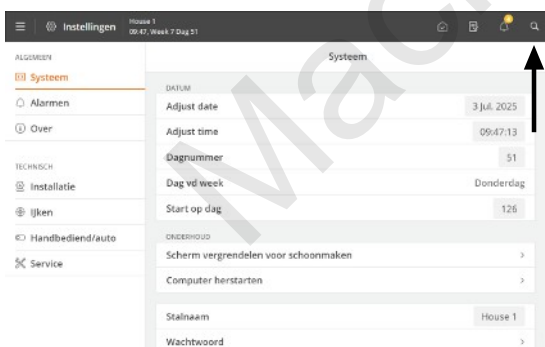 Instellingen
House 1
09:47, Week 7 Dag 51
ALGEMEEN
Systeem
Alarmen
Over
TECHNISCH
Installatie
IJken
Handbediend/auto
Service
Systeem
DATUM
Adjust date 3 jul. 2025
Adjust time 09:47:13
Dagnummer 51
Dag vd week Donderdag
Start op dag 126
ONDERHOUD
Scherm vergrendelen voor schoonmaken
Computer herstarten
Stalnaam House 1
Wachtwoord